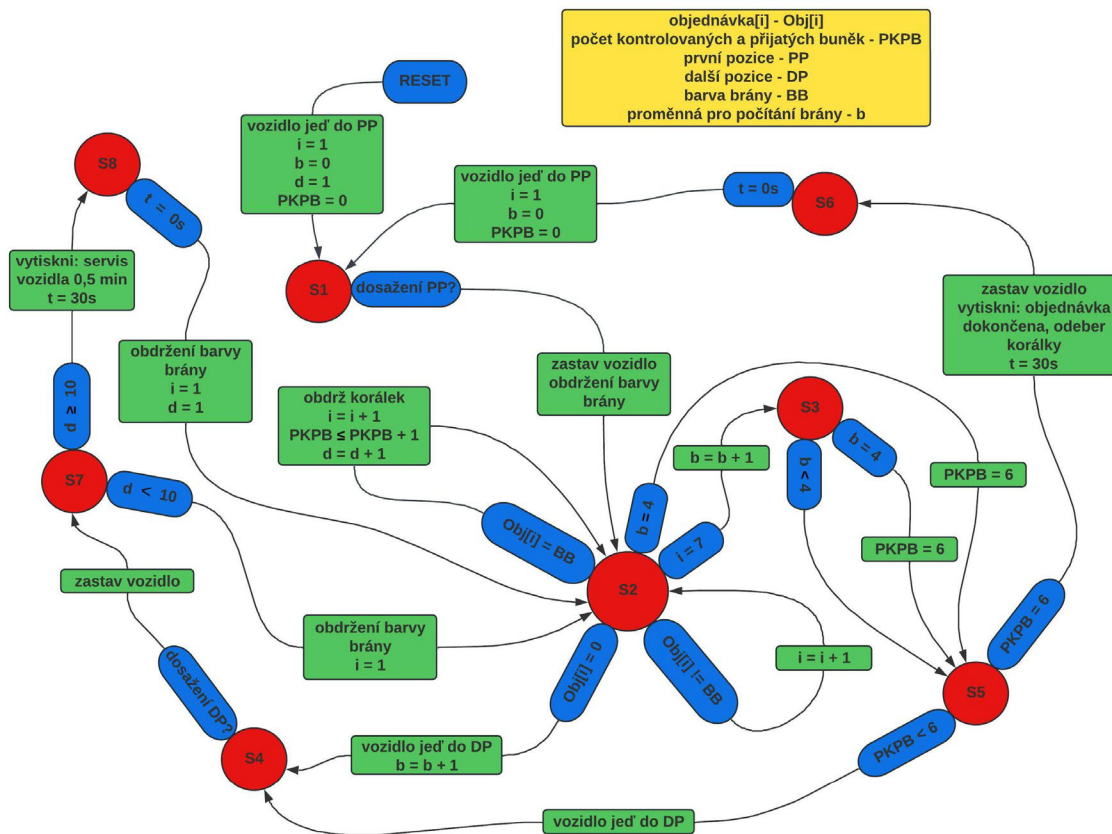 objednávka[i] - Obj[i]
počet kontrolovaných a přijatých buněk - PKPB
první pozice - PP
další pozice - DP
barva brány - BB
proměnná pro počítání brány - b
RESET
vozidlo jeď do PP
i = 1
b = 0
d = 1
PKPB = 0
S8
t = 0s
vozidlo jeď do PP
i = 1
b = 0
PKPB = 0
t = 0s
S6
vytiskni: servis
vozidla 0,5 min
t = 30s
S1
dosažení PP?
zastav vozidlo
vytiskni: objednávka
dokončena, odeber
korálky
t = 30s
obdržení barvy
brány
i = 1
d = 1
zastav vozidlo
obdržení barvy
brány
obdrž korálek
i = i + 1
PKPB ≤ PKPB + 1
d = d + 1
S3
d ≥ 10
b = b + 1
b < 4
b = 4
PKPB = 6
S7
d < 10
b = 4
i = 7
PKPB = 6
Obj[i] = BB
zastav vozidlo
S2
PKPB = 6
obdržení barvy
brány
i = 1
dosažení DP?
Obj[i] = 0
Obj[i] != BB
i = i + 1
S5
S4
vozidlo jeď do DP
b = b + 1
PKPB < 6
vozidlo jeď do DP